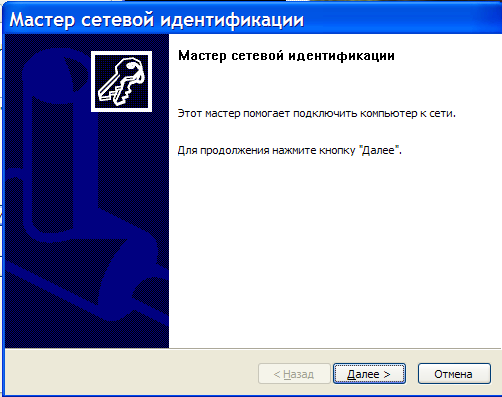 Мастер сетевой идентификации
Мастер сетевой идентификации
Этот мастер помогает подключить компьютер к сети.
Для продолжения нажмите кнопку "Далее".
< Назад
Далее >
Отмена